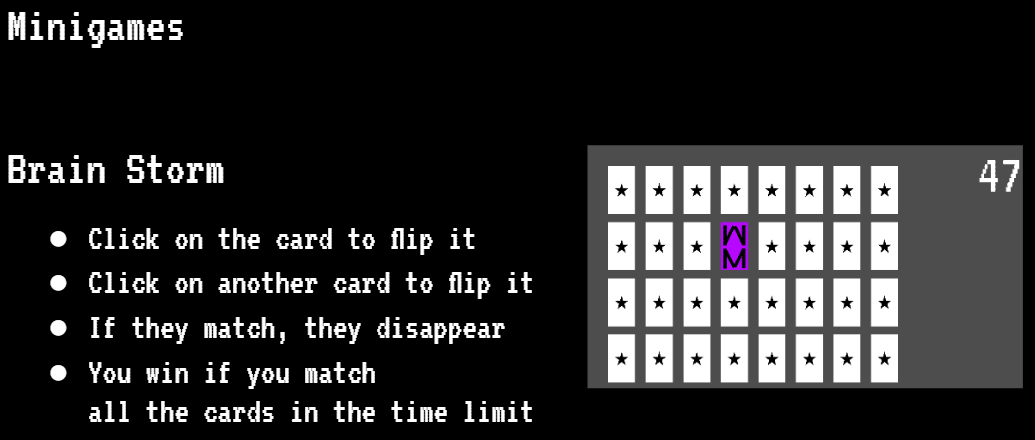 Minigames
Brain Storm
47
● Click on the card to flip it
● Click on another card to flip it
● If they match, they disappear
● You win if you match
all the cards in the time limit